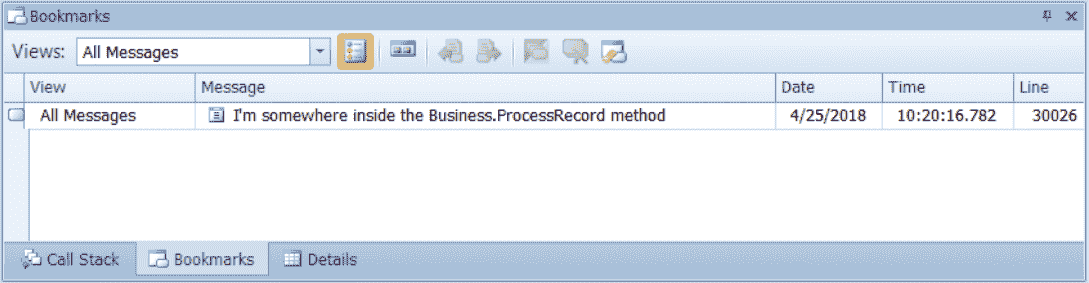 Bookmarks
Views: All Messages
View Message Date Time Line
All Messages I'm somewhere inside the Business.ProcessRecord method 4/25/2018 10:20:16.782 30026
Call Stack Bookmarks Details